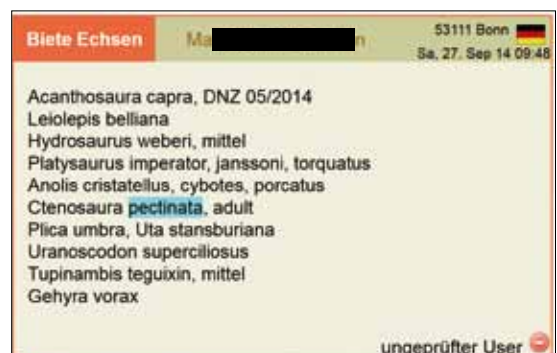 Biete Echsen
Ma n
53111 Bonn
Sa, 27. Sep 14 09:48
Acanthosaura capra, DNZ 05/2014
Leiolepis belliana
Hydrosaurus weberi, mittel
Platysaurus imperator, janssoni, torquatus
Anolis cristatellus, cybotes, porcatus
Ctenosaura pectinata, adult
Plica umbra, Uta stansburiana
Uranoscodon superciliosus
Tupinambis teguixin, mittel
Gehyra vorax
ungeprüfter User